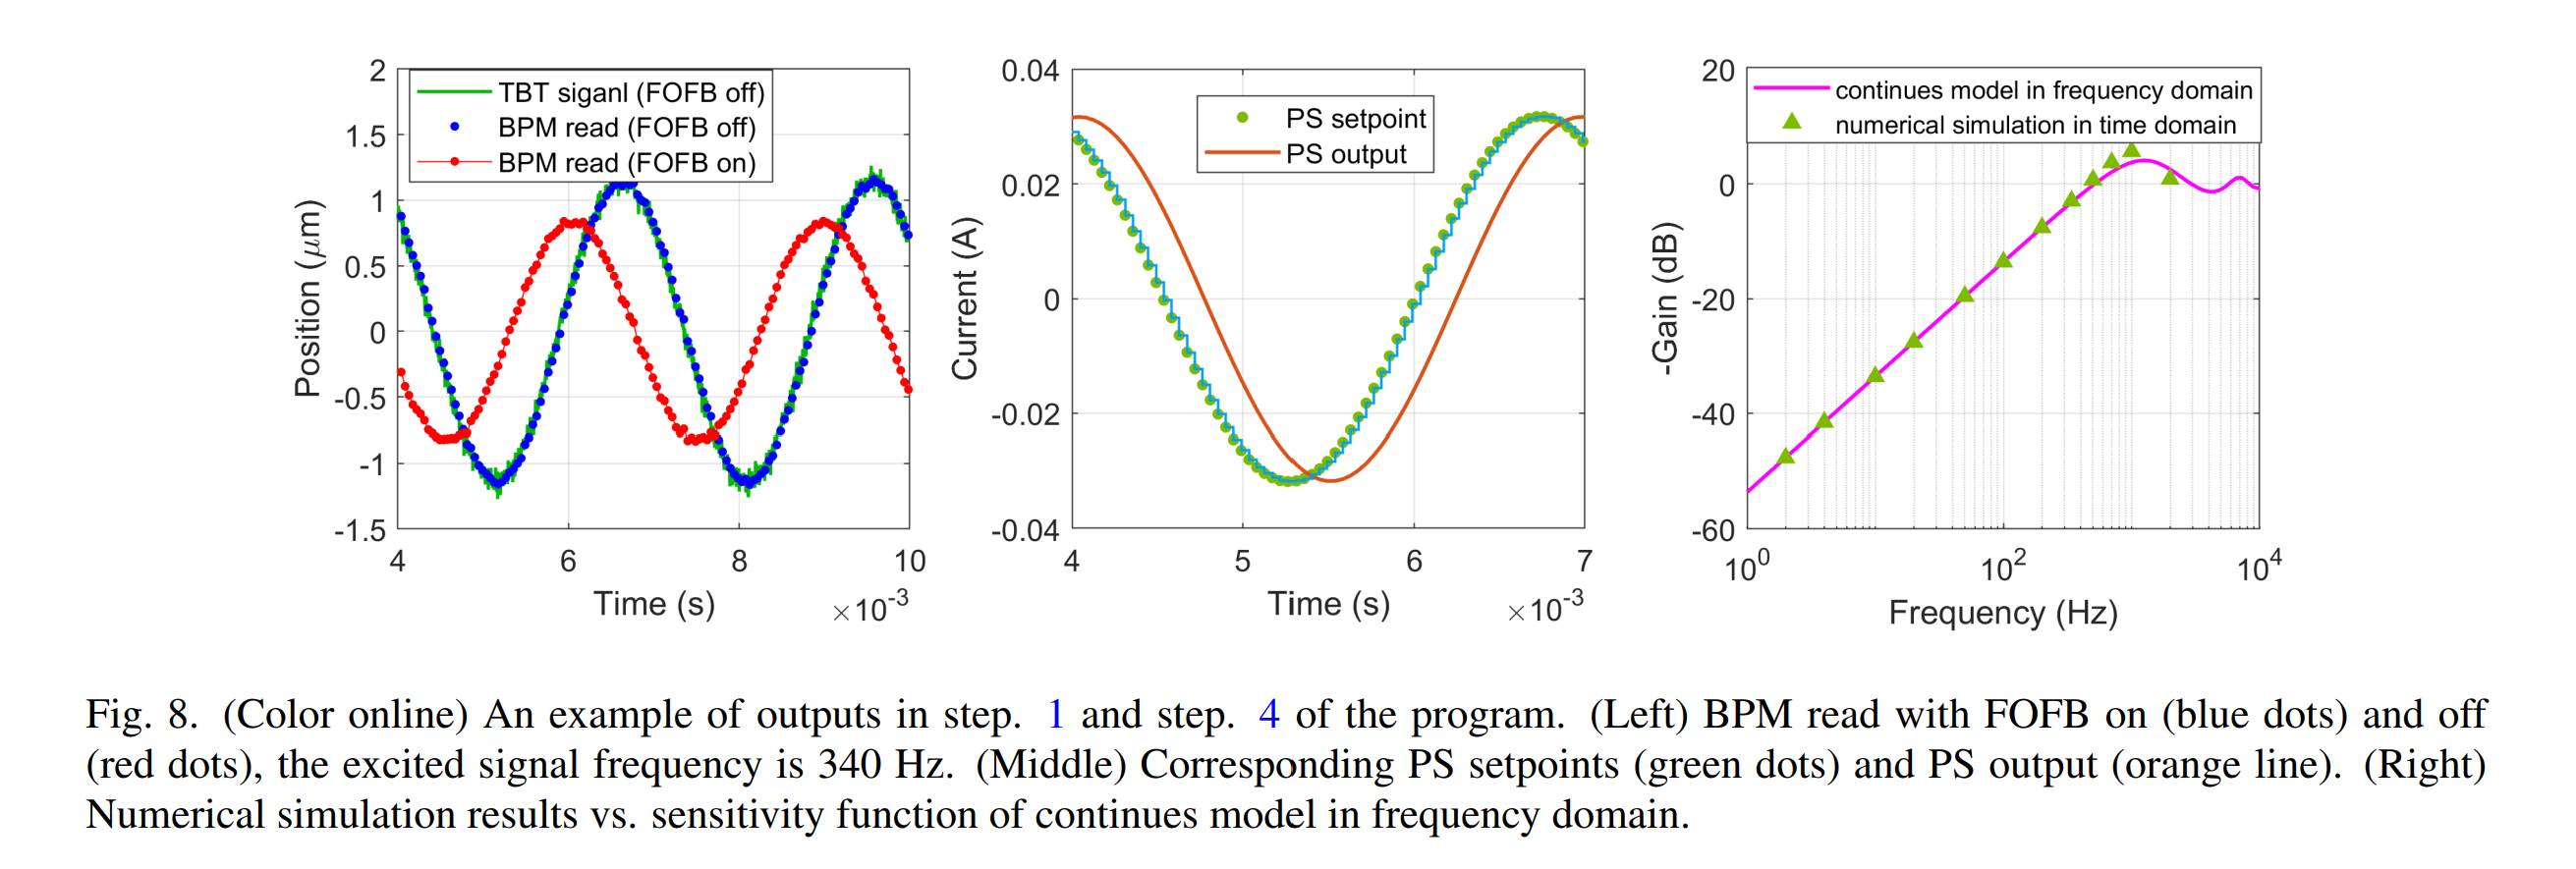 2
1.5
1
0.5
0
-0.5
-1
-1.5
4
6
8
10
Position (μm)
Time (s)
×10⁻³
TBT siganl (FOFB off)
BPM read (FOFB off)
BPM read (FOFB on)
0.04
0.02
0
-0.02
-0.04
4
5
6
7
Current (A)
Time (s)
×10⁻³
PS setpoint
PS output
20
0
-20
-40
-60
10⁰
10²
10⁴
-Gain (dB)
Frequency (Hz)
continues model in frequency domain
numerical simulation in time domain
Fig. 8. (Color online) An example of outputs in step. 1 and step. 4 of the program. (Left) BPM read with FOFB on (blue dots) and off
(red dots), the excited signal frequency is 340 Hz. (Middle) Corresponding PS setpoints (green dots) and PS output (orange line). (Right)
Numerical simulation results vs. sensitivity function of continues model in frequency domain.